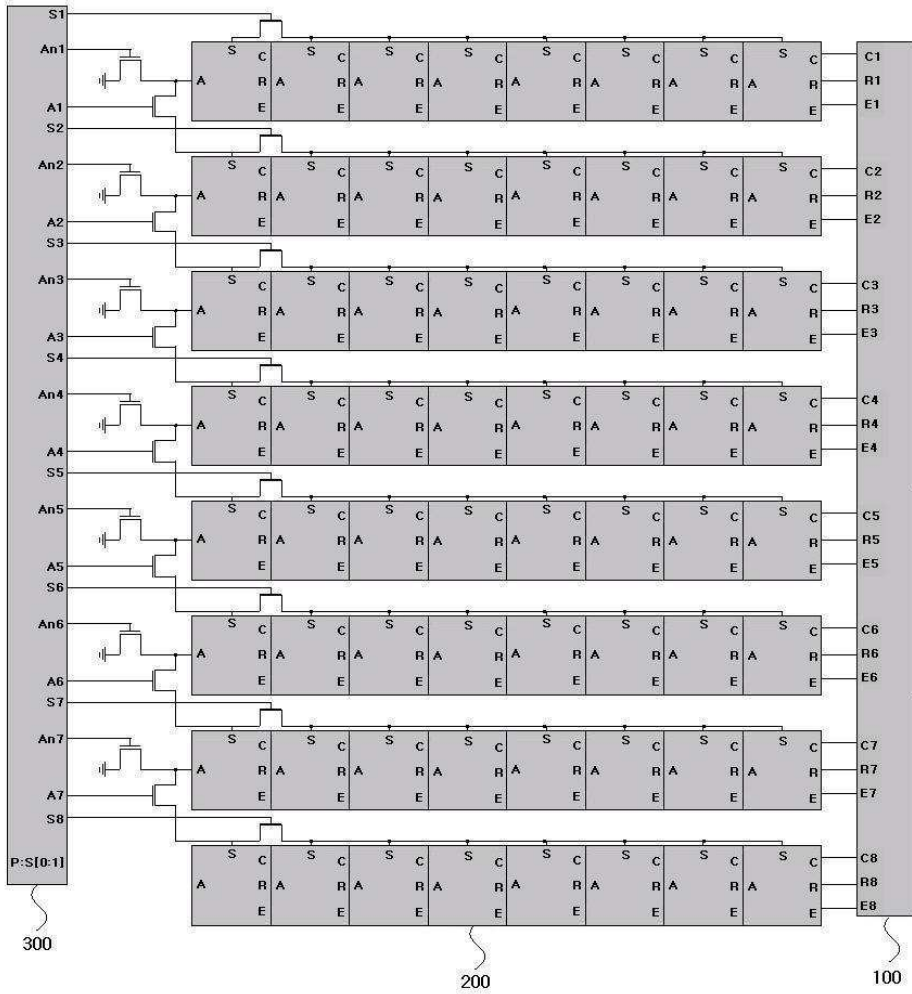 S1
An1
S S S S S S S S
C C C C C C C C C1
A R A R A R A R A R A R A R A R R1
A1
E E E E E E E E E1
S2
An2
S S S S S S S S
C C C C C C C C C2
A R A R A R A R A R A R A R A R R2
A2
E E E E E E E E E2
S3
An3
S S S S S S S S
C C C C C C C C C3
A R A R A R A R A R A R A R A R R3
A3
E E E E E E E E E3
S4
An4
S S S S S S S S
C C C C C C C C C4
A R A R A R A R A R A R A R A R R4
A4
E E E E E E E E E4
S5
An5
S S S S S S S S
C C C C C C C C C5
A R A R A R A R A R A R A R A R R5
A5
E E E E E E E E E5
S6
An6
S S S S S S S S
C C C C C C C C C6
A R A R A R A R A R A R A R A R R6
A6
E E E E E E E E E6
S7
An7
S S S S S S S S
C C C C C C C C C7
A R A R A R A R A R A R A R A R R7
A7
E E E E E E E E E7
S8
S S S S S S S S
P:S[0:1]
C C C C C C C C C8
A R A R A R A R A R A R A R A R R8
E E E E E E E E E8
300
200
100